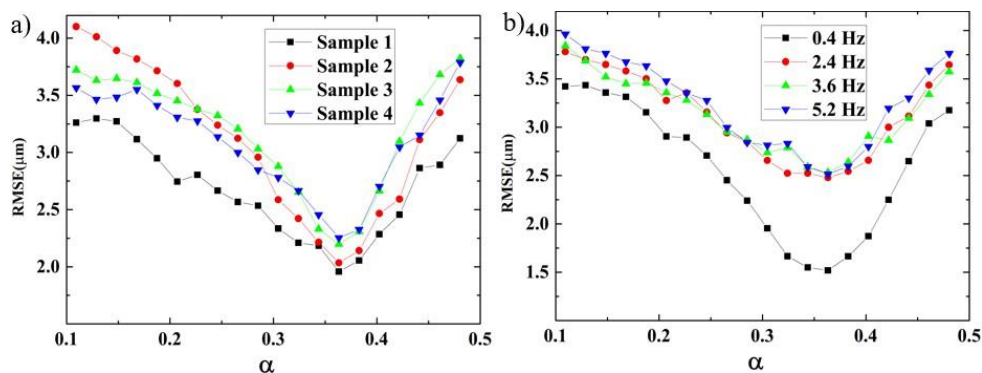 a)
RMSE(μm)
4.0
3.5
3.0
2.5
2.0
0.1 0.2 0.3 0.4 0.5
α
Sample 1
Sample 2
Sample 3
Sample 4
b)
RMSE(μm)
4.0
3.5
3.0
2.5
2.0
1.5
0.1 0.2 0.3 0.4 0.5
α
0.4 Hz
2.4 Hz
3.6 Hz
5.2 Hz